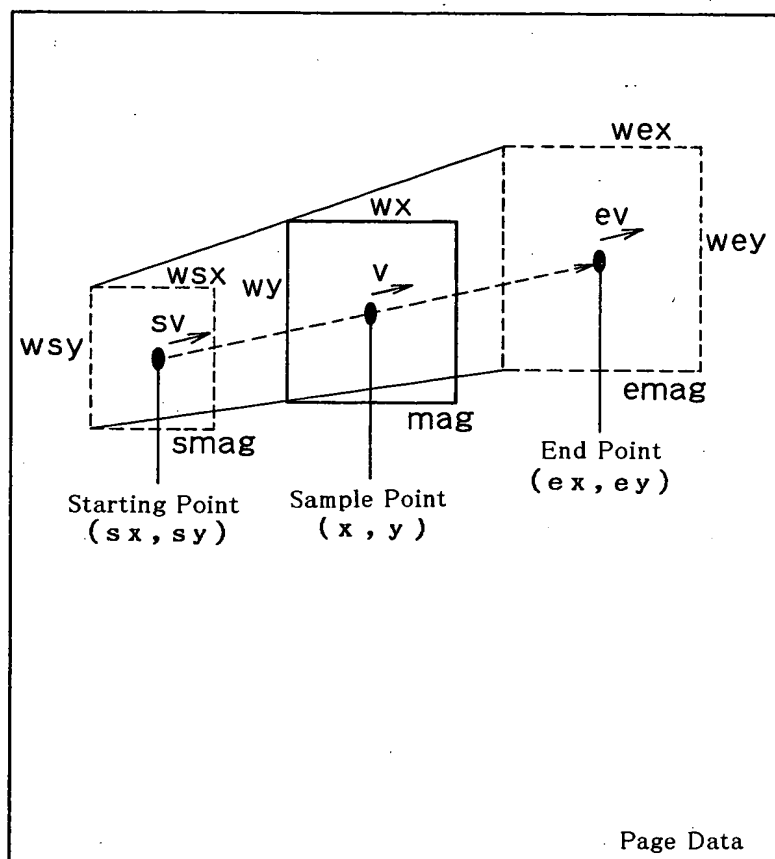 wex
wx
ev
wey
wsx
wy
v
sv
wsy
smag
mag
emag
End Point
(ex, ey)
Starting Point
(sx, sy)
Sample Point
(x, y)
Page Data